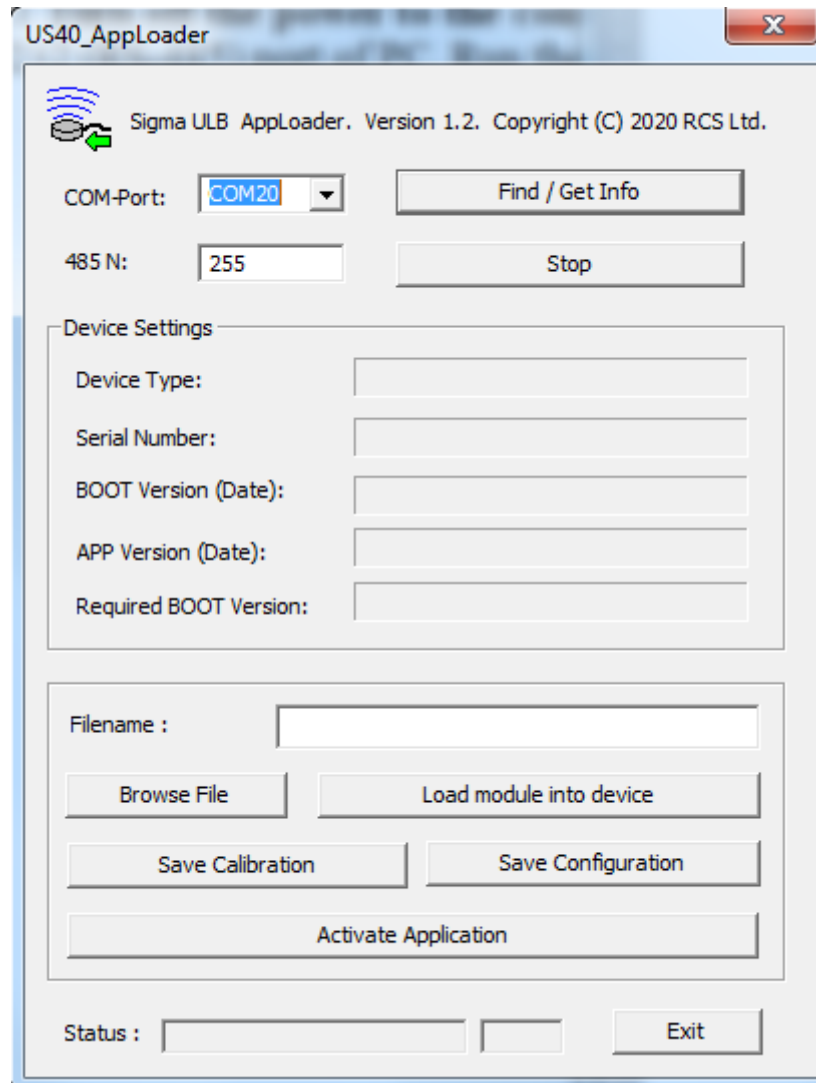 US40_AppLoader
Sigma ULB AppLoader. Version 1.2. Copyright (C) 2020 RCS Ltd.
COM-Port: COM20 Find / Get Info
485 N: 255 Stop
Device Settings
Device Type:
Serial Number:
BOOT Version (Date):
APP Version (Date):
Required BOOT Version:
Filename :
Browse File Load module into device
Save Calibration Save Configuration
Activate Application
Status : Exit